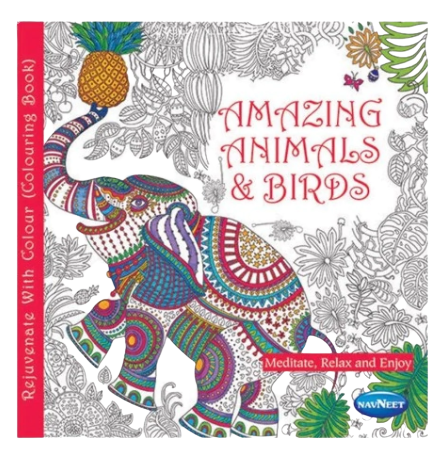 Rejuvenate With Colour (Colouring Book)
AMAZING
ANIMALS
& BIRDS
Meditate, Relax and Enjoy
NAVNEET